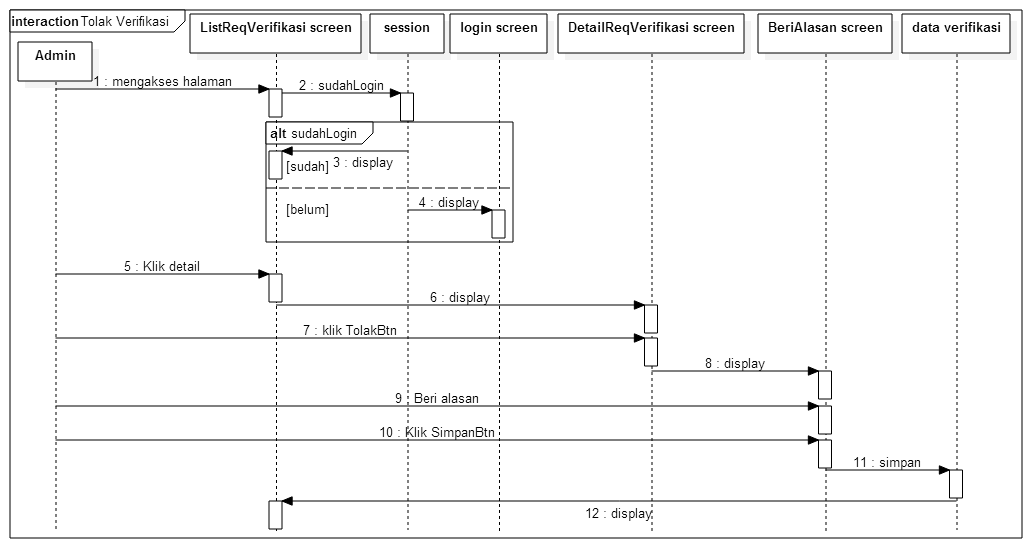 interaction Tolak Verifikasi
Admin
ListReqVerifikasi screen
session
login screen
DetailReqVerifikasi screen
BeriAlasan screen
data verifikasi
1 : mengakses halaman
2 : sudahLogin
alt sudahLogin
3 : display
[sudah]
4 : display
[belum]
5 : Klik detail
6 : display
7 : klik TolakBtn
8 : display
9 : Beri alasan
10 : Klik SimpanBtn
11 : simpan
12 : display